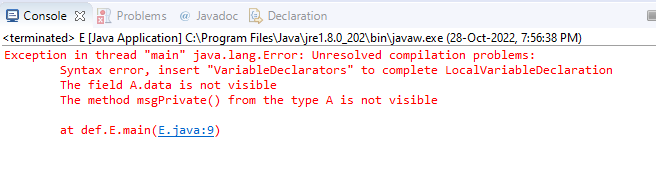 Console Problems @ Javadoc Declaration
<terminated> E [Java Application] C:\Program Files\Java\jre1.8.0_202\bin\javaw.exe (28-Oct-2022, 7:56:38 PM)
Exception in thread "main" java.lang.Error: Unresolved compilation problems:
Syntax error, insert "VariableDeclarators" to complete LocalVariableDeclaration
The field A.data is not visible
The method msgPrivate() from the type A is not visible
at def.E.main(E.java:9)